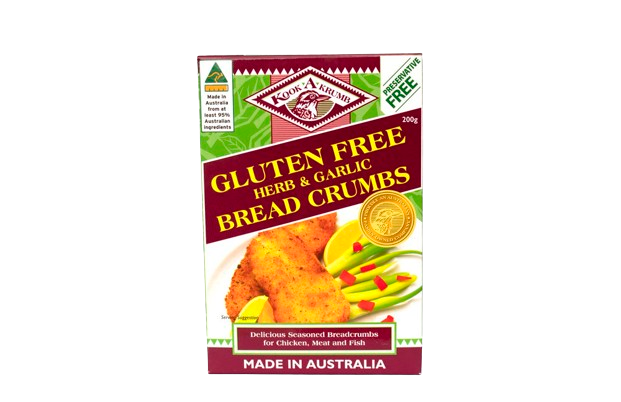 Made in
Australia
from at
least 95%
Australian
ingredients
KOOK 'A' KRUMB
PRESERVATIVE
FREE
200g
GLUTEN FREE
HERB & GARLIC
BREAD CRUMBS
Serving Suggestion
Delicious Seasoned Breadcrumbs
for Chicken, Meat and Fish
MADE IN AUSTRALIA